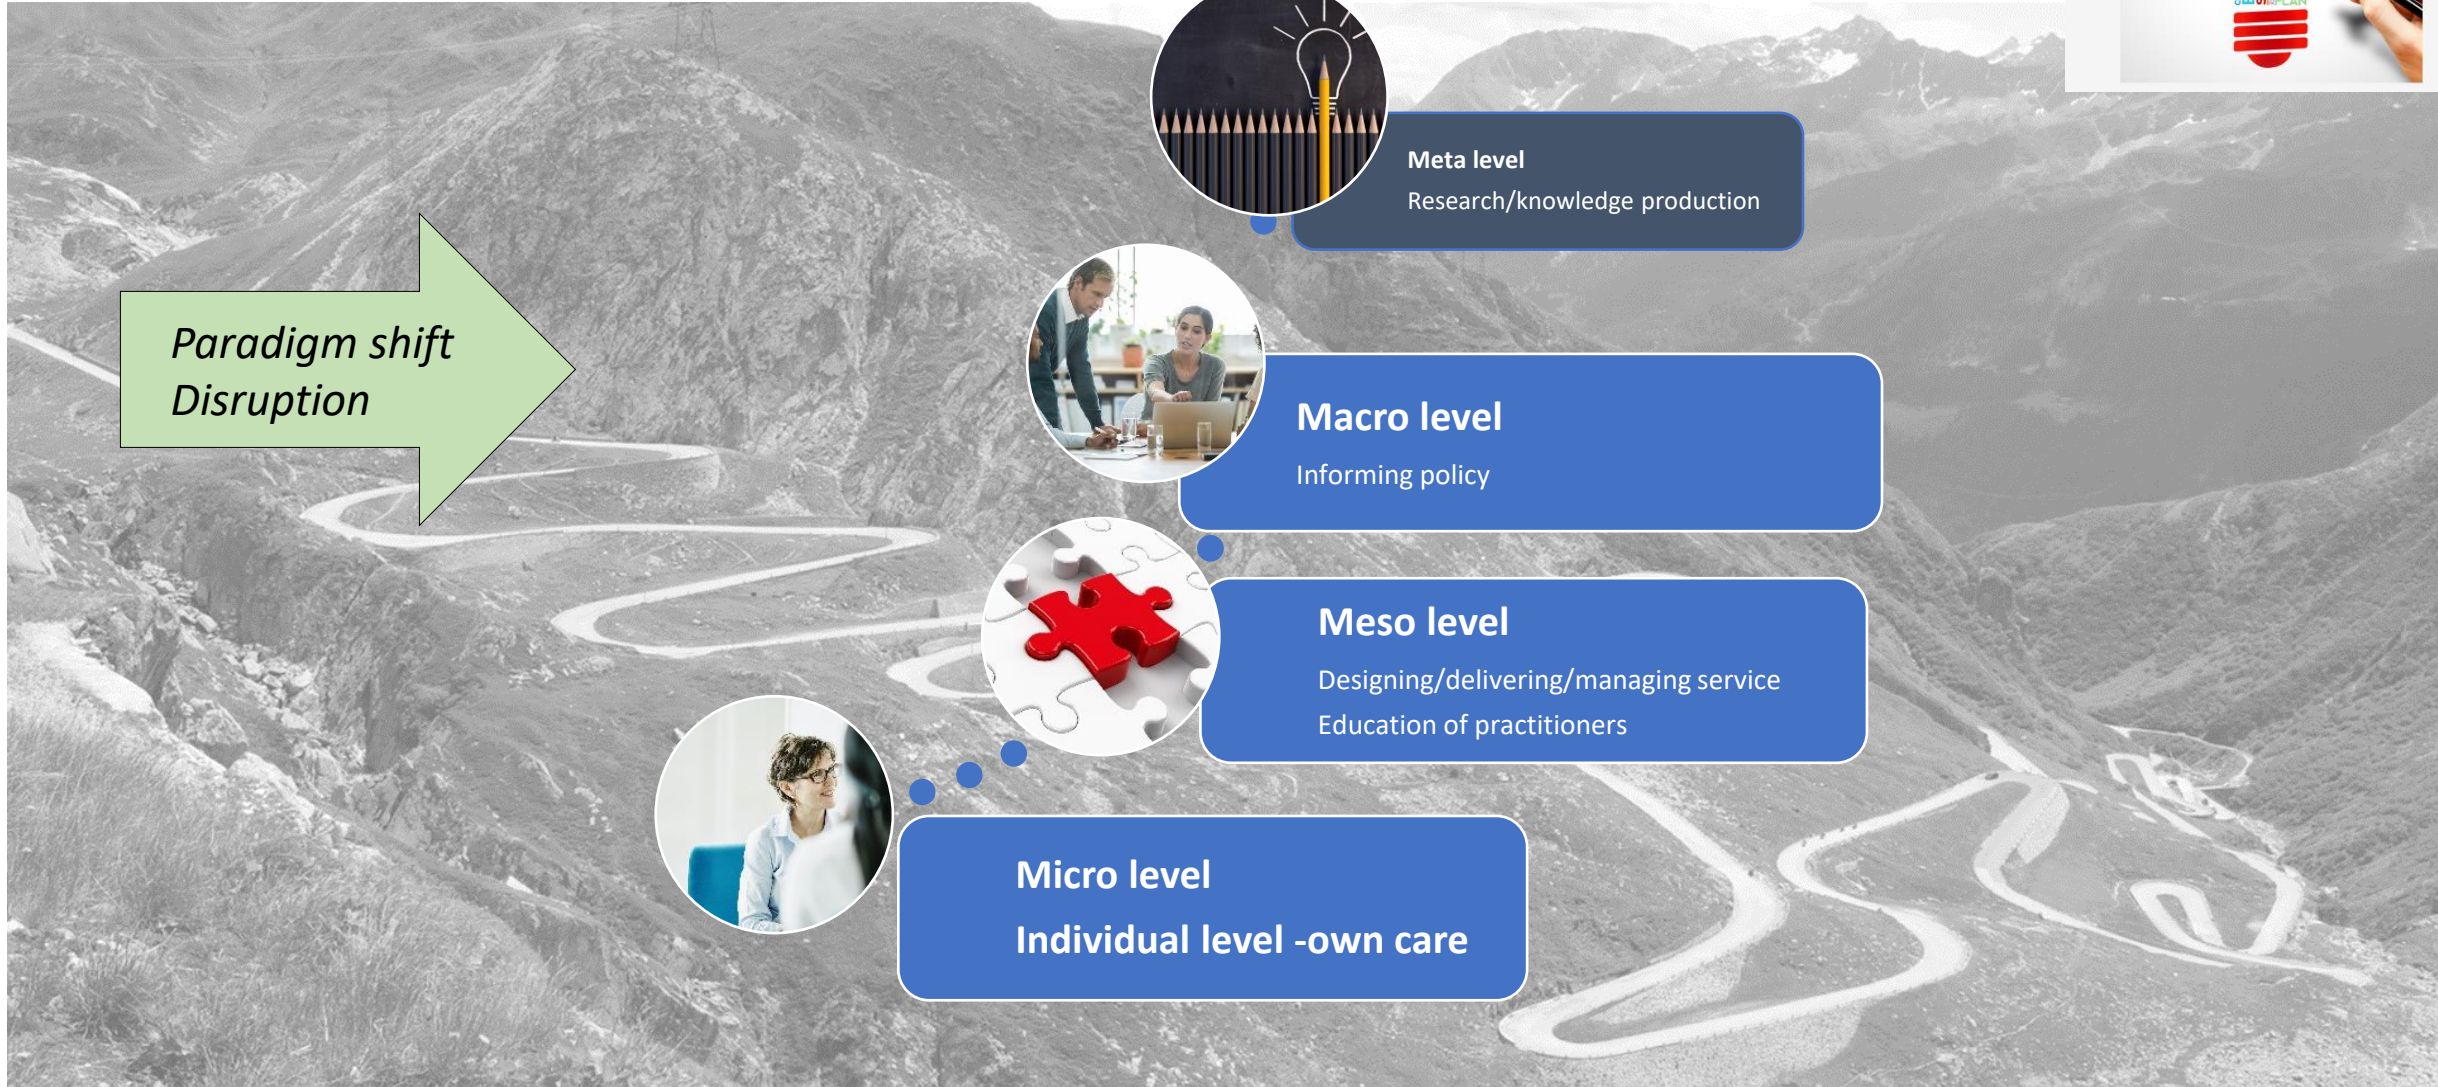 Meta level
Research/knowledge production
Paradigm shift
Disruption
Macro level
Informing policy
Meso level
Designing/delivering/managing service
Education of practitioners
Micro level
Individual level -own care